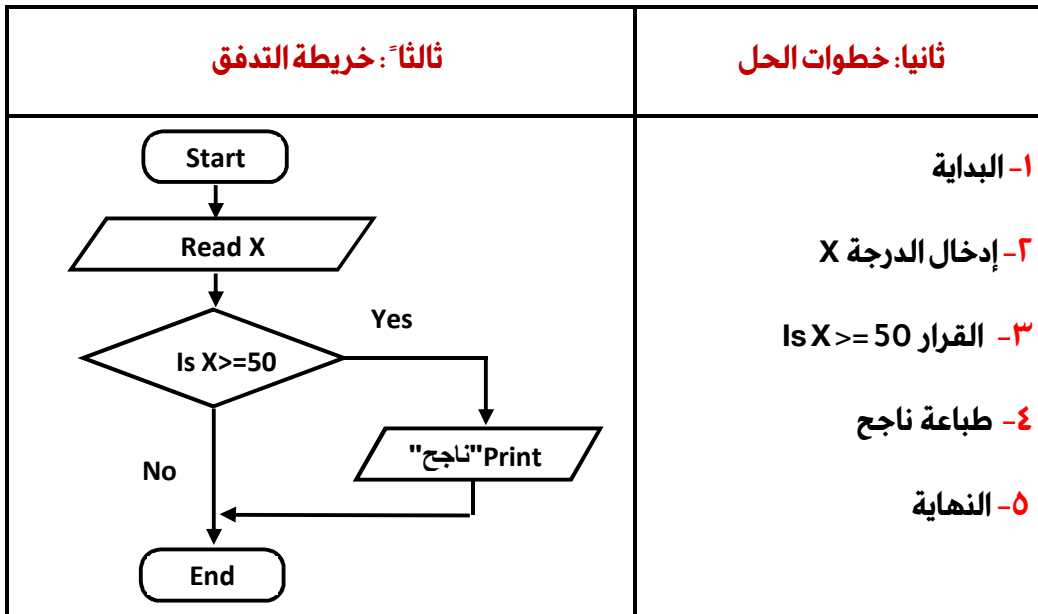 ثانيا: خطوات الحل
ثالثا ً: خريطة التدفق
١- البداية
٢- إدخال الدرجة X
٣- القرار Is X >= 50
٤- طباعة ناجح
٥- النهاية
Start
Read X
Is X>=50
Yes
Print"ناجح"
No
End